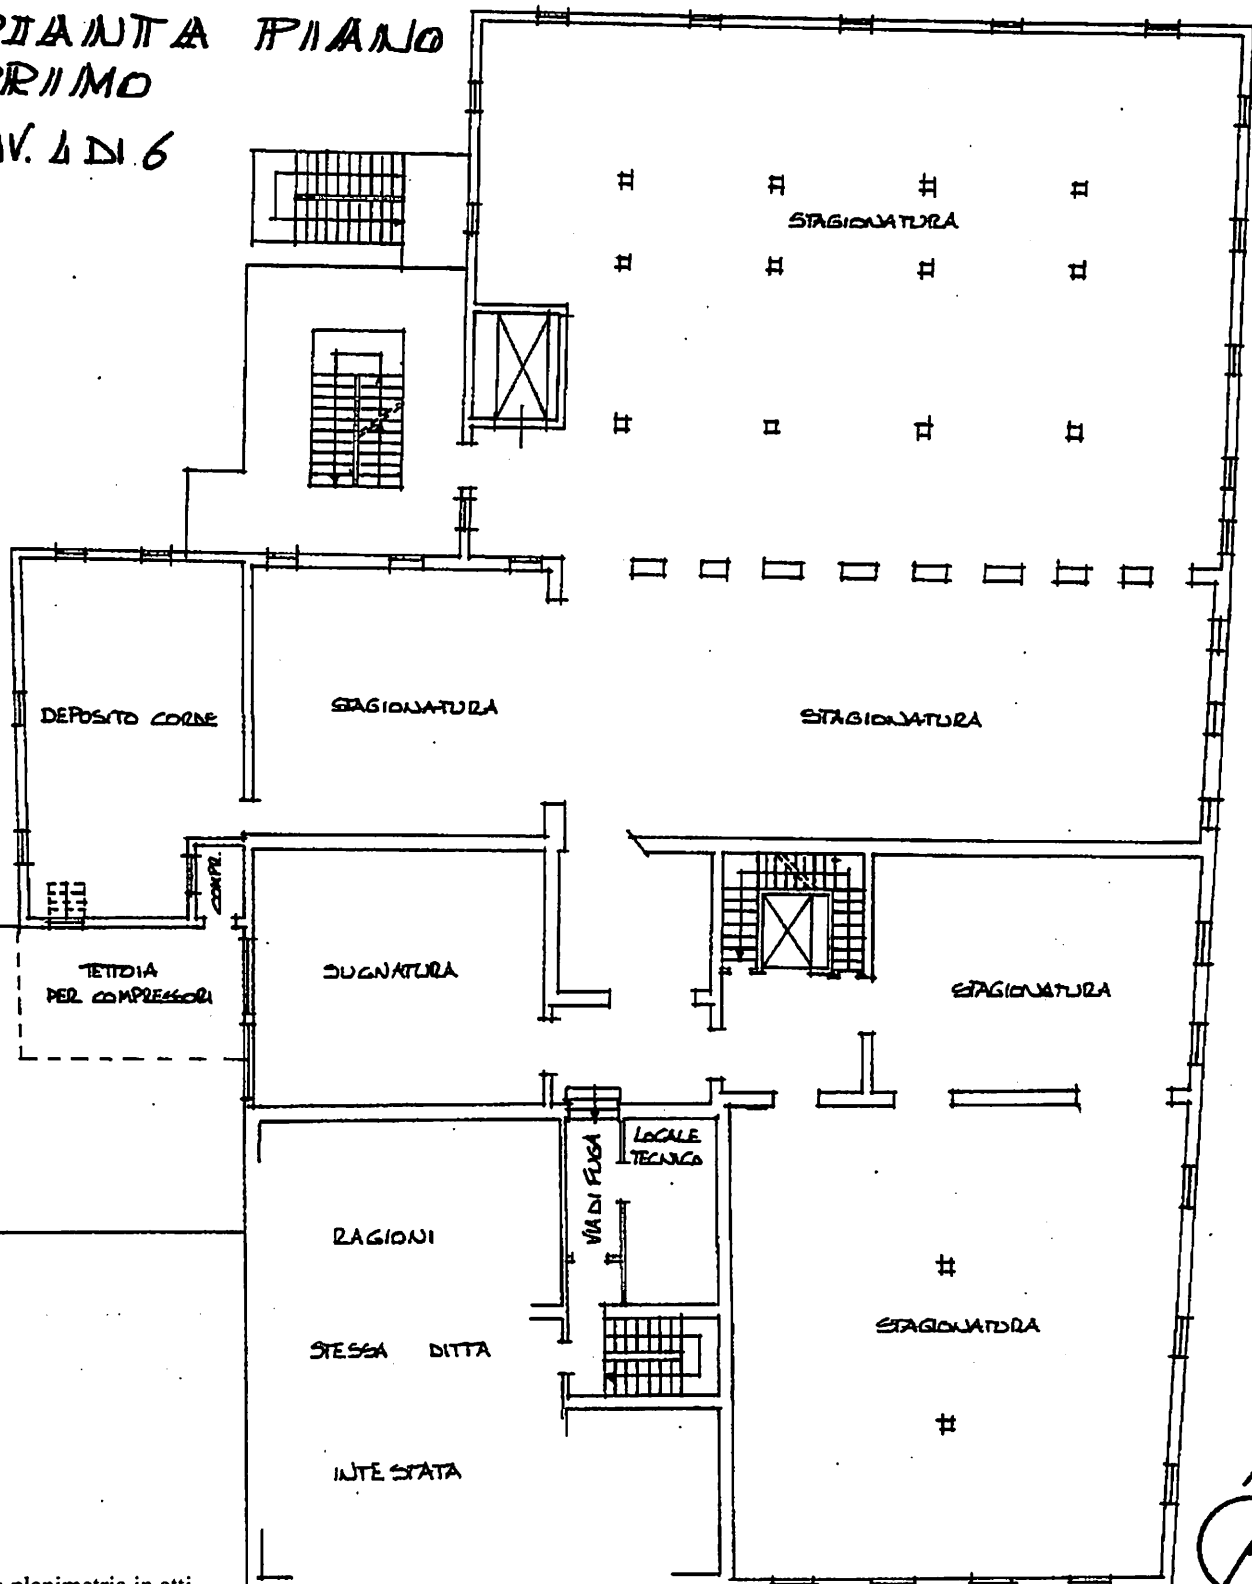 PIANTA PIANO
PRIMO
TAV. 4 DI 6
STAGIONATURA
DEPOSITO CORDE
STAGIONATURA
STAGIONATURA
COMPR.
TETTOIA
PER COMPRESSORI
SUGNATURA
STAGIONATURA
VIA DI FUGA
LOCALE
TECNICO
RAGIONI
STAGIONATURA
STESSA DITTA
INTESTATA
planimetria in atti